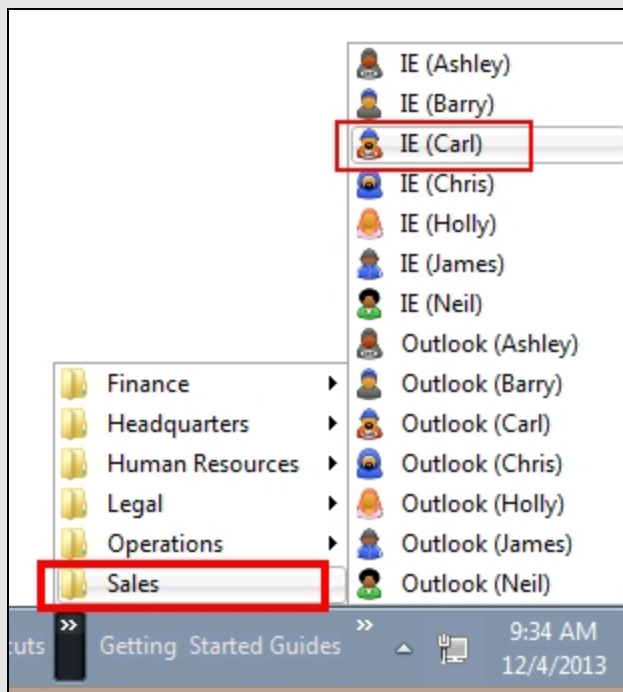 IE (Ashley)
IE (Barry)
IE (Carl)
IE (Chris)
IE (Holly)
IE (James)
IE (Neil)
Outlook (Ashley)
Outlook (Barry)
Outlook (Carl)
Outlook (Chris)
Outlook (Holly)
Outlook (James)
Outlook (Neil)
Finance
Headquarters
Human Resources
Legal
Operations
Sales
cuts » Getting Started Guides »
9:34 AM
12/4/2013